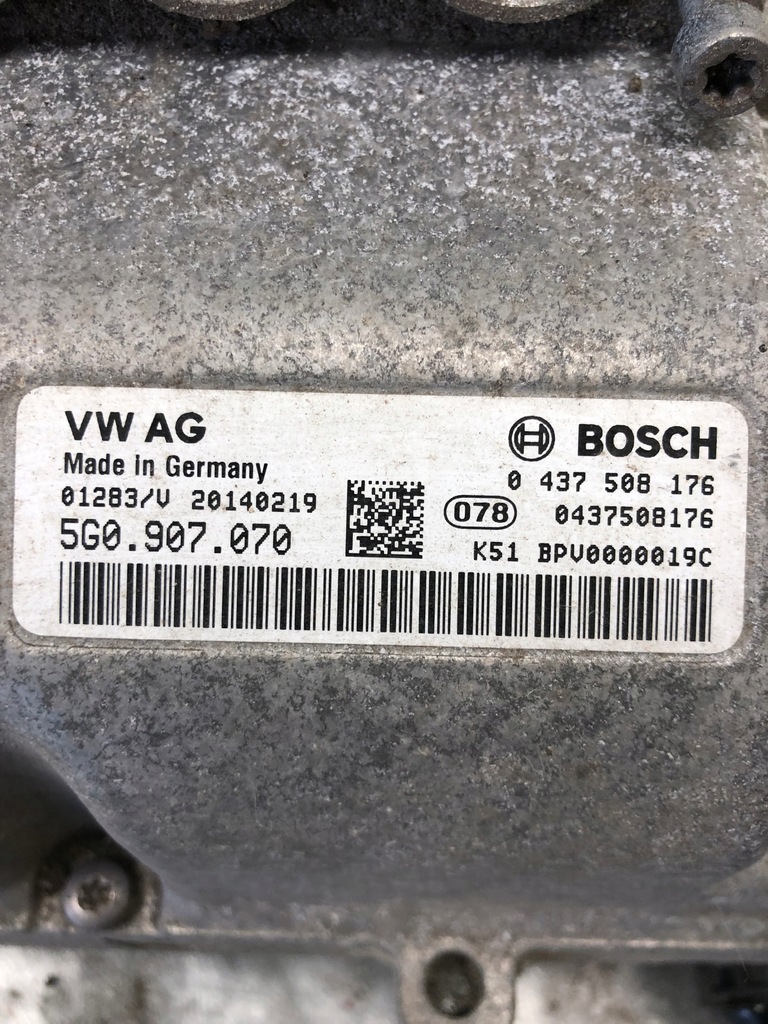 VW AG
Made in Germany
01283/V 20140219
5G0.907.070
BOSCH
0 437 508 176
078 0437508176
K51 BPV0000019C